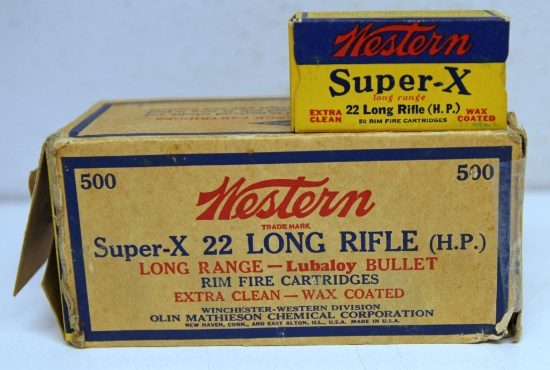 Western
Super-X
long range
EXTRA CLEAN 22 Long Rifle (H.P.) WAX COATED
50 RIM FIRE CARTRIDGES
500 500
Western
TRADE MARK
Super-X 22 LONG RIFLE (H.P.)
LONG RANGE — Lubaloy BULLET
RIM FIRE CARTRIDGES
EXTRA CLEAN — WAX COATED
WINCHESTER-WESTERN DIVISION
OLIN MATHIESON CHEMICAL CORPORATION
NEW HAVEN, CONN., AND EAST ALTON, ILL., U.S.A. MADE IN U.S.A.